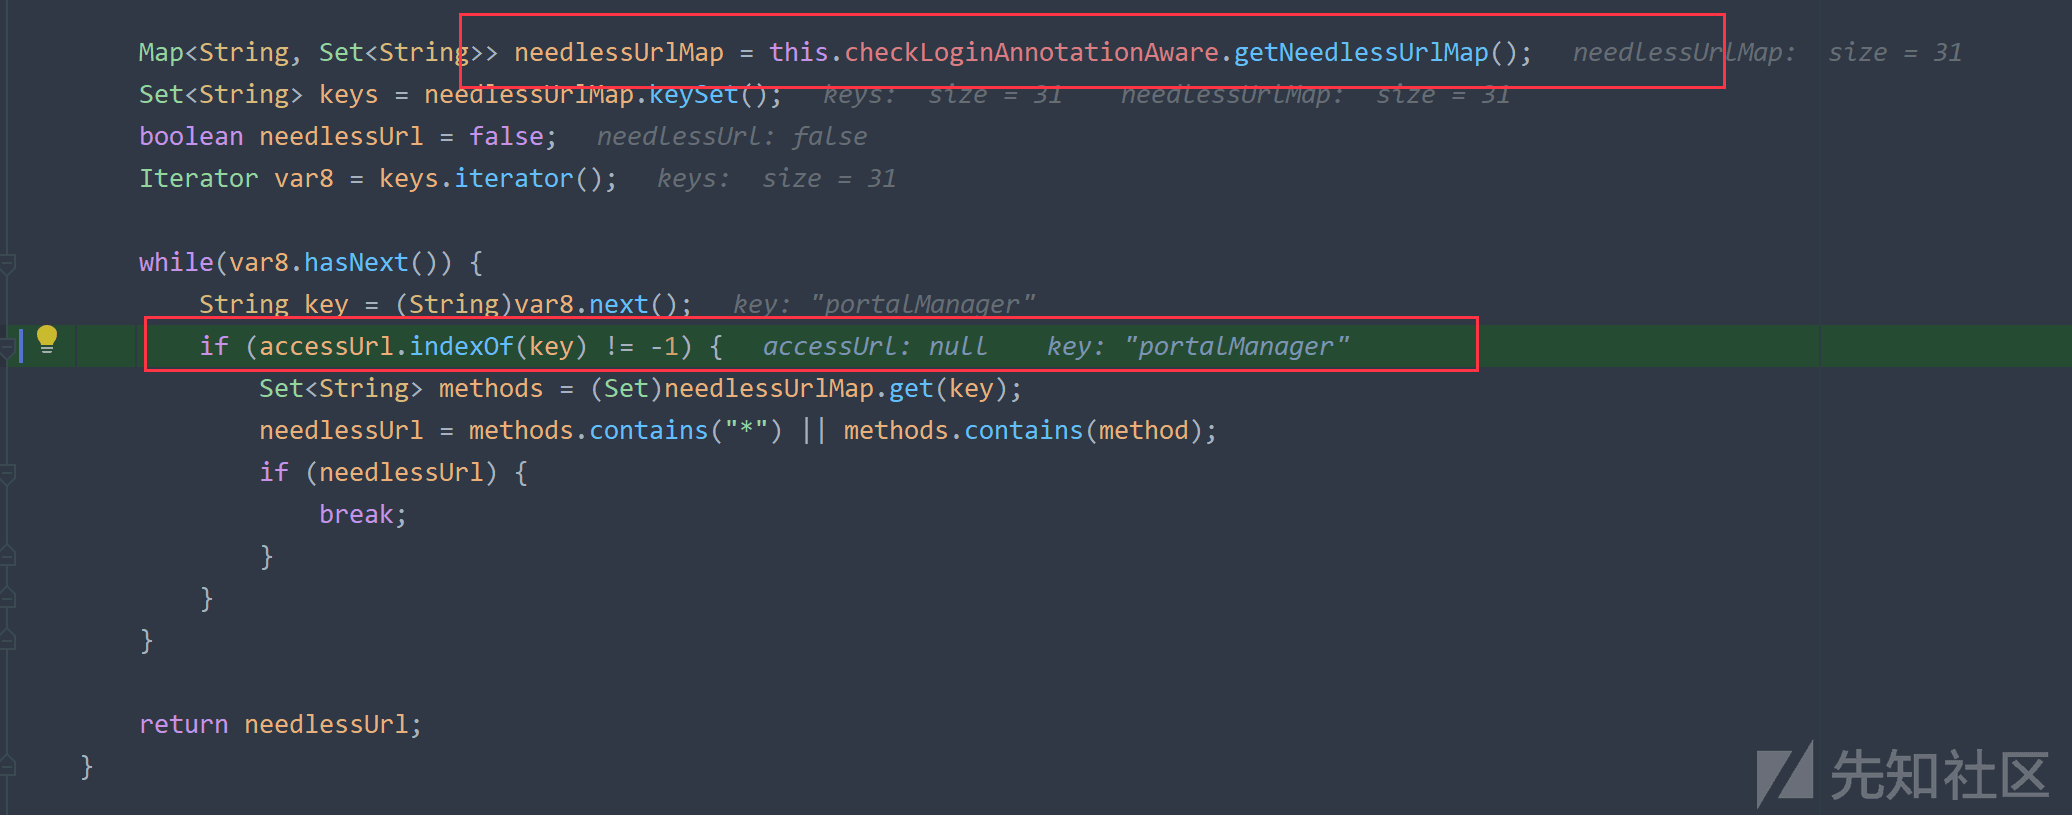 Map<String, Set<String>> needlessUrlMap = this.checkLoginAnnotationAware.getNeedlessUrlMap();   needlessUrlMap:  size = 31
Set<String> keys = needlessUrlMap.keySet();   keys:  size = 31    needlessUrlMap:  size = 31
boolean needlessUrl = false;   needlessUrl: false
Iterator var8 = keys.iterator();   keys:  size = 31
while(var8.hasNext()) {
String key = (String)var8.next();   key: "portalManager"
if (accessUrl.indexOf(key) != -1) {   accessUrl: null    key: "portalManager"
Set<String> methods = (Set)needlessUrlMap.get(key);
needlessUrl = methods.contains("*") || methods.contains(method);
if (needlessUrl) {
break;
}
}
}
return needlessUrl;
}
先知社区